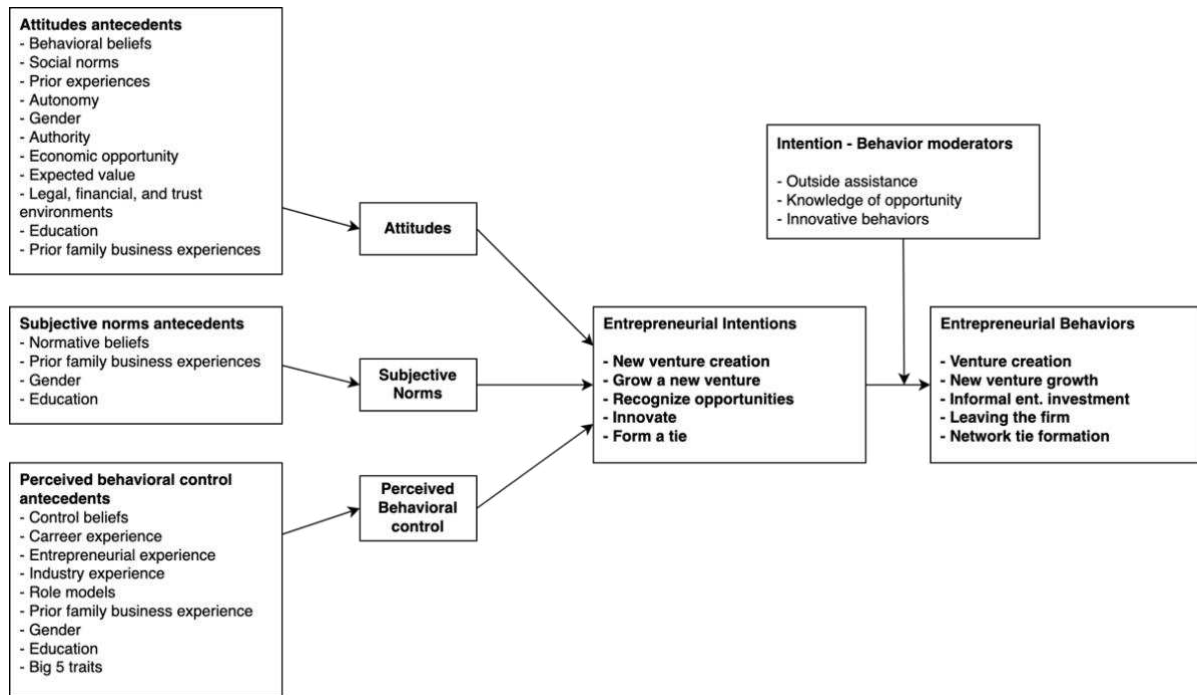 Attitudes antecedents
- Behavioral beliefs
- Social norms
- Prior experiences
- Autonomy
- Gender
- Authority
- Economic opportunity
- Expected value
- Legal, financial, and trust
environments
- Education
- Prior family business experiences
Attitudes
Subjective norms antecedents
- Normative beliefs
- Prior family business experiences
- Gender
- Education
Subjective
Norms
Perceived behavioral control
antecedents
- Control beliefs
- Carreer experience
- Entrepreneurial experience
- Industry experience
- Role models
- Prior family business experience
- Gender
- Education
- Big 5 traits
Perceived
Behavioral
control
Entrepreneurial Intentions
- New venture creation
- Grow a new venture
- Recognize opportunities
- Innovate
- Form a tie
Intention - Behavior moderators
- Outside assistance
- Knowledge of opportunity
- Innovative behaviors
Entrepreneurial Behaviors
- Venture creation
- New venture growth
- Informal ent. investment
- Leaving the firm
- Network tie formation